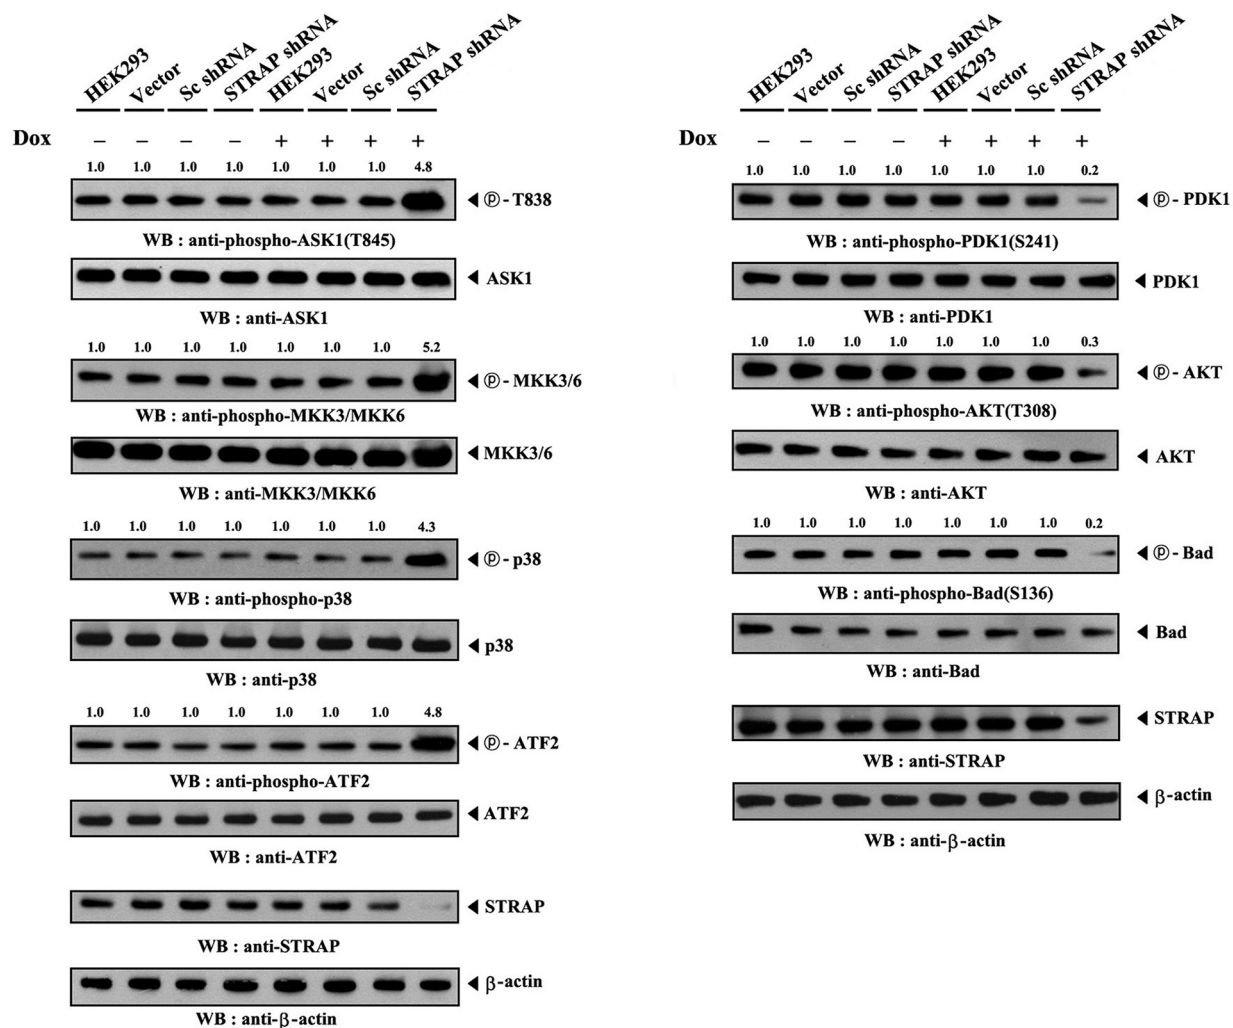 HEK293 Vector Sc shRNA STRAP shRNA HEK293 Vector Sc shRNA STRAP shRNA
Dox – – – – + + + +
1.0 1.0 1.0 1.0 1.0 1.0 1.0 4.8
ⓟ - T838
WB : anti-phospho-ASK1(T845)
ASK1
WB : anti-ASK1
1.0 1.0 1.0 1.0 1.0 1.0 1.0 5.2
ⓟ - MKK3/6
WB : anti-phospho-MKK3/MKK6
MKK3/6
WB : anti-MKK3/MKK6
1.0 1.0 1.0 1.0 1.0 1.0 1.0 4.3
ⓟ - p38
WB : anti-phospho-p38
p38
WB : anti-p38
1.0 1.0 1.0 1.0 1.0 1.0 1.0 4.8
ⓟ - ATF2
WB : anti-phospho-ATF2
ATF2
WB : anti-ATF2
STRAP
WB : anti-STRAP
β-actin
WB : anti-β-actin
HEK293 Vector Sc shRNA STRAP shRNA HEK293 Vector Sc shRNA STRAP shRNA
Dox – – – – + + + +
1.0 1.0 1.0 1.0 1.0 1.0 1.0 0.2
ⓟ - PDK1
WB : anti-phospho-PDK1(S241)
PDK1
WB : anti-PDK1
1.0 1.0 1.0 1.0 1.0 1.0 1.0 0.3
ⓟ - AKT
WB : anti-phospho-AKT(T308)
AKT
WB : anti-AKT
1.0 1.0 1.0 1.0 1.0 1.0 1.0 0.2
ⓟ - Bad
WB : anti-phospho-Bad(S136)
Bad
WB : anti-Bad
STRAP
WB : anti-STRAP
β-actin
WB : anti-β-actin